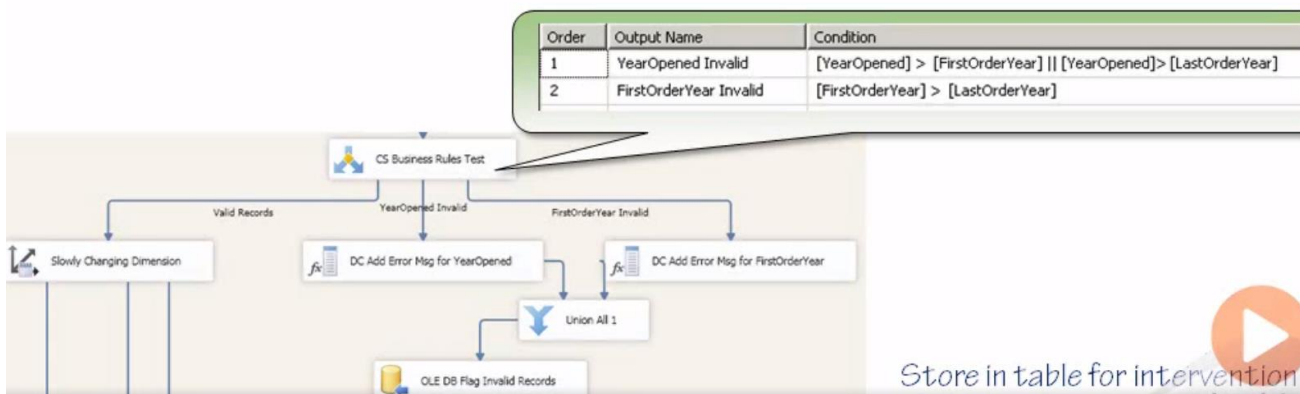 Order Output Name Condition
1 YearOpened Invalid [YearOpened] > [FirstOrderYear] || [YearOpened]> [LastOrderYear]
2 FirstOrderYear Invalid [FirstOrderYear] > [LastOrderYear]
CS Business Rules Test
Valid Records
YearOpened Invalid
FirstOrderYear Invalid
Slowly Changing Dimension
fx DC Add Error Msg for YearOpened
fx DC Add Error Msg for FirstOrderYear
Union All 1
OLE DB Flag Invalid Records
Store in table for intervention